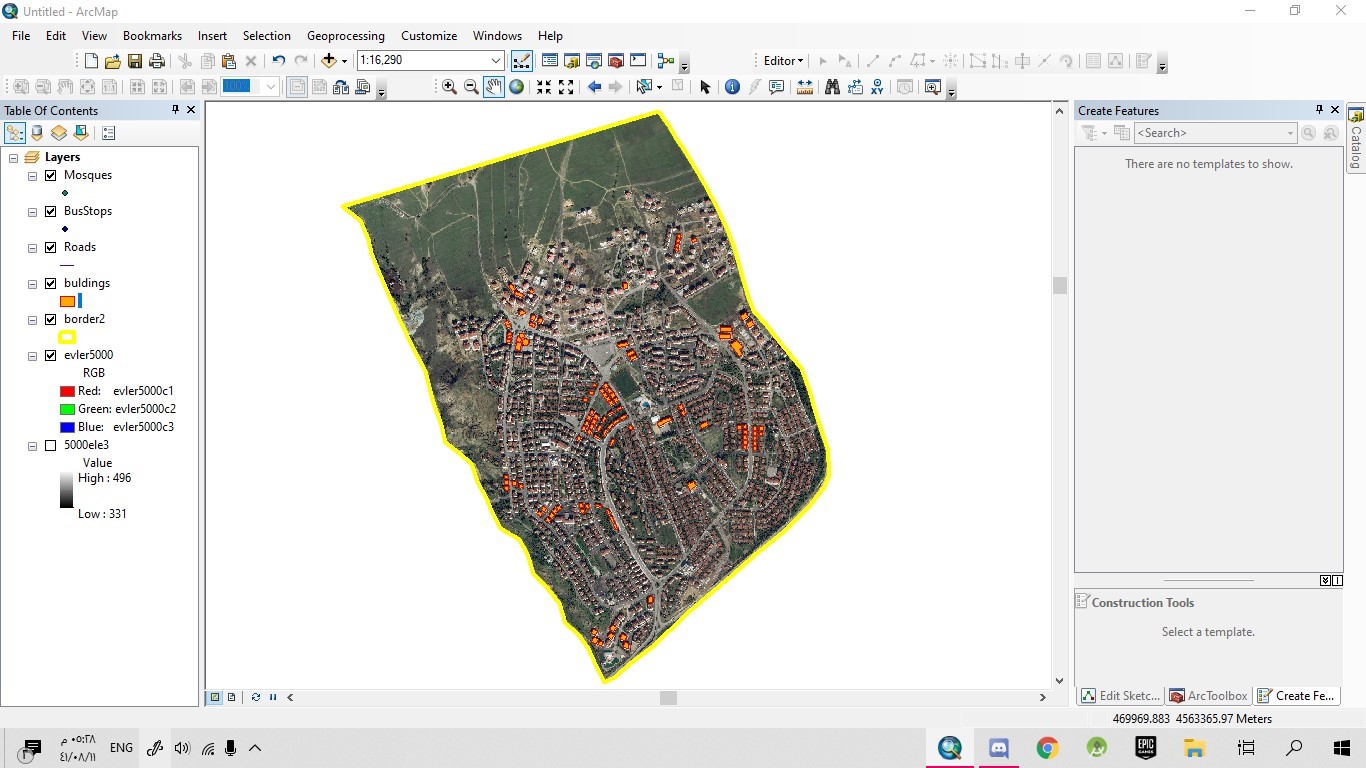 Untitled - ArcMap
File Edit View Bookmarks Insert Selection Geoprocessing Customize Windows Help
1:16,290
Editor
100%
Table Of Contents
Layers
Mosques
BusStops
Roads
buldings
border2
evler5000
RGB
Red: evler5000c1
Green: evler5000c2
Blue: evler5000c3
5000ele3
Value
High : 496
Low : 331
Create Features
<Search>
There are no templates to show.
Construction Tools
Select a template.
Edit Sketc... ArcToolbox Create Fe...
Catalog
469969.883 4563365.97 Meters
٠٥:٢٨ م
٤١/٠٨/١١
ENG
EPIC
GAMES